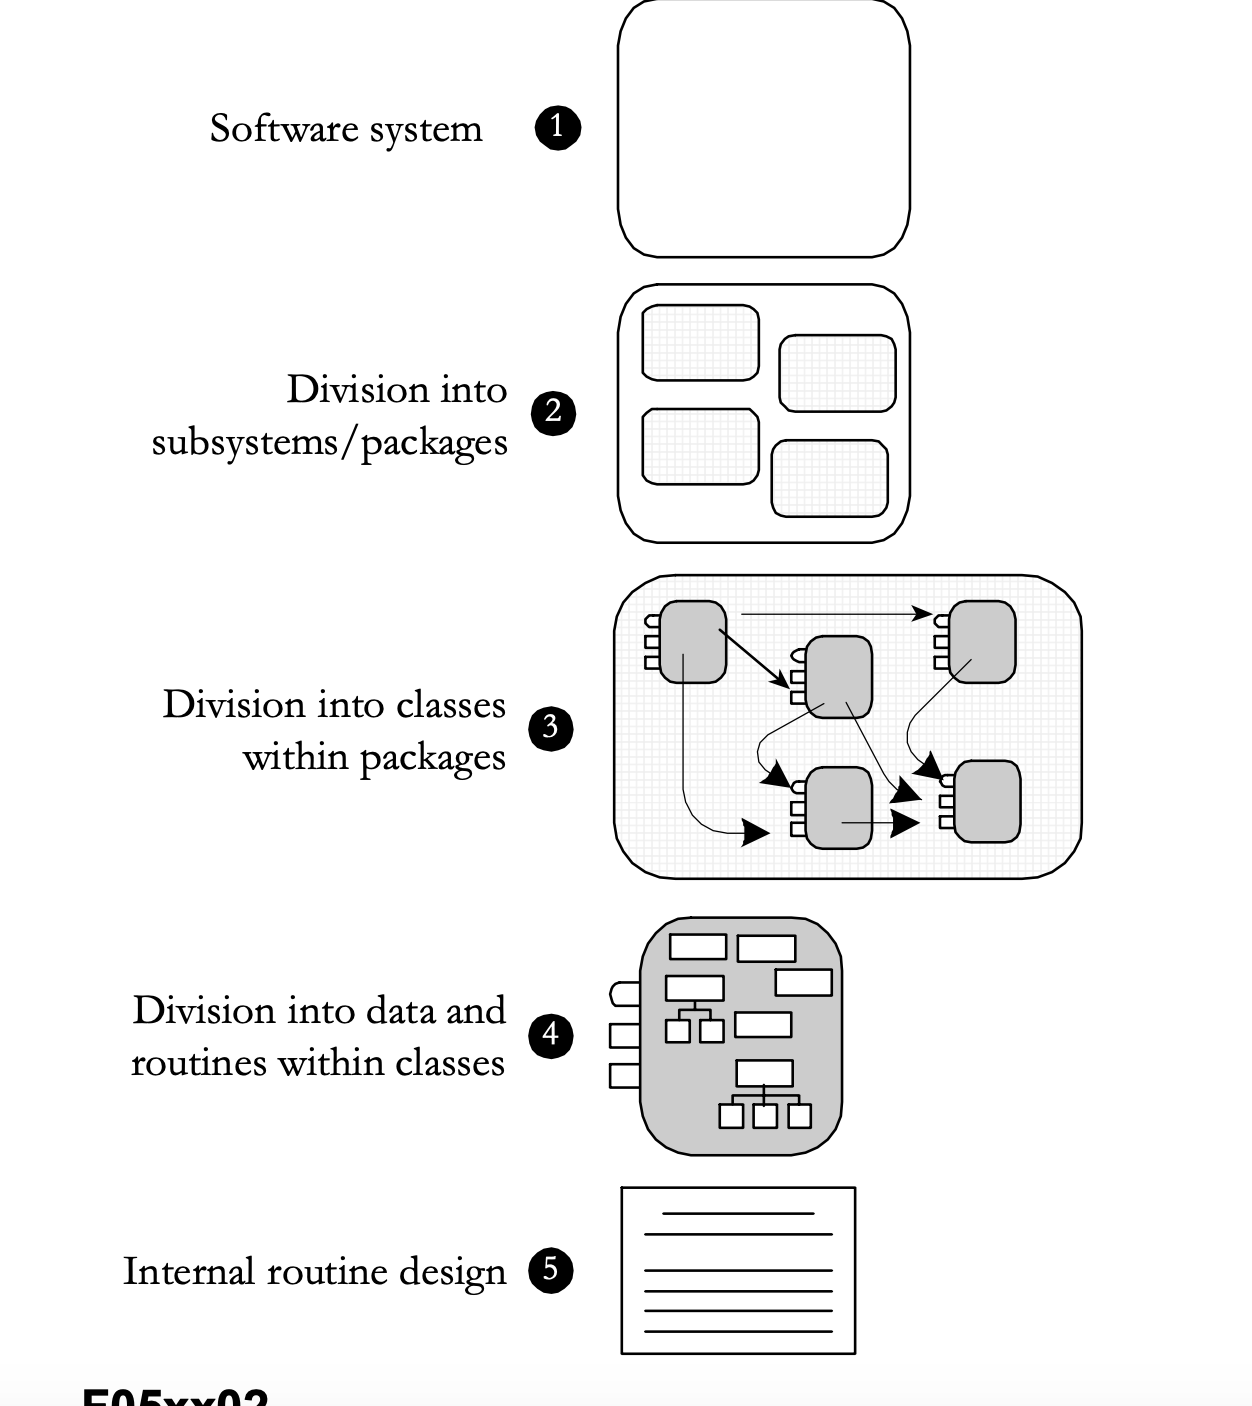 Software system 1
Division into
subsystems/packages
2
Division into classes
within packages
3
Division into data and
routines within classes
4
Internal routine design 5
F05xx02